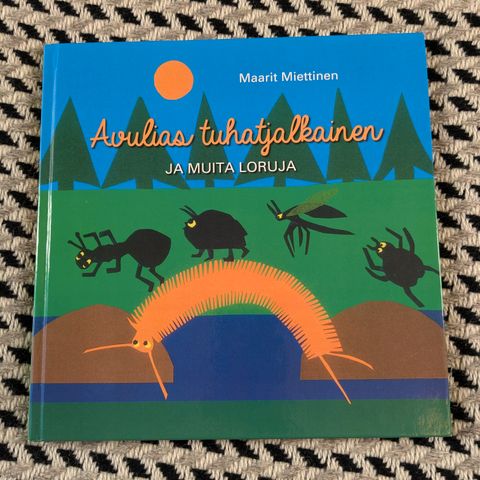 Maarit Miettinen
Avulias tuhatjalkainen
JA MUITA LORUJA